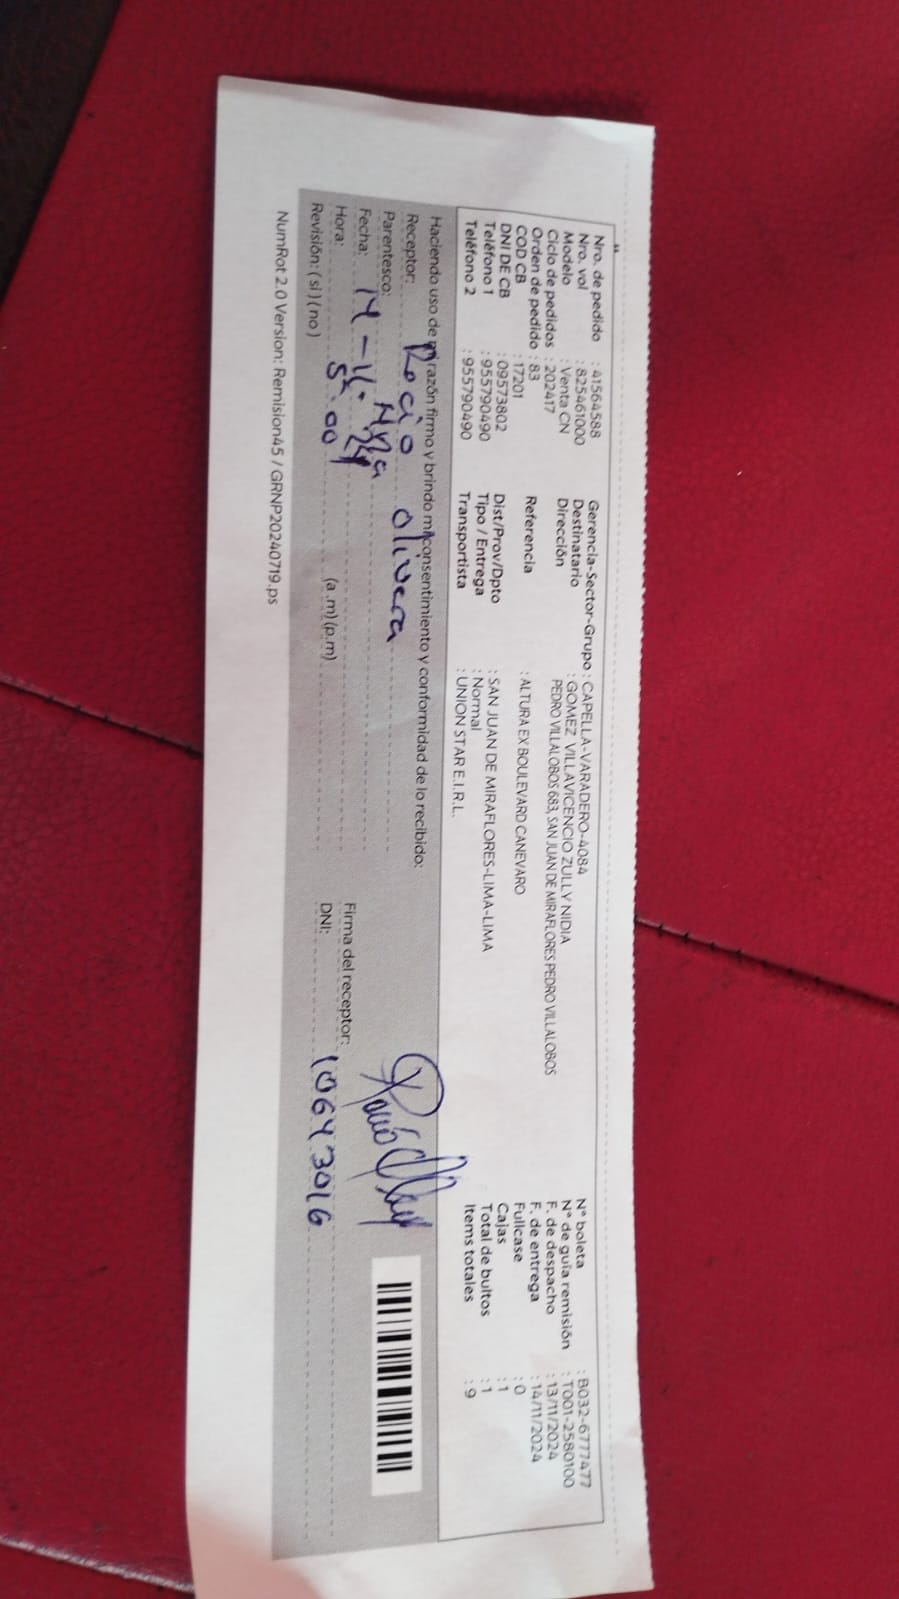 Nro. de pedido : 41564588
Nro. vol : 825461000
Modelo : Venta CN
Ciclo de pedidos : 202417
Orden de pedido : 83
COD CB : 17201
DNI DE CB : 09573802
Teléfono 1 : 955790490
Teléfono 2 : 955790490
Gerencia-Sector-Grupo : CAPELLA-VARADERO-4084
Destinatario : GOMEZ VILLAVICENCIO ZULLY NIDIA
Dirección PEDRO VILLALOBOS 683, SAN JUAN DE MIRAFLORES PEDRO VILLALOBOS
Referencia : ALTURA EX BOULEVARD CANEVARO
Dist/Prov/Dpto : SAN JUAN DE MIRAFLORES-LIMA-LIMA
Tipo / Entrega : Normal
Transportista : UNION STAR E.I.R.L.
N° boleta : B032-6777477
N° de guía remisión : T001-2580100
F. de despacho : 13/11/2024
F. de entrega : 14/11/2024
Fullcase : 0
Cajas : 1
Total de bultos : 1
Items totales : 9
Haciendo uso de mi razón firmo y brindo mi consentimiento y conformidad de lo recibido:
Receptor: Rocio Olivera
Parentesco:
Fecha: 14 - 11.
Hora: 5:00 (a.m)(p.m)
Revisión: (si)(no)
Firma del receptor:
DNI: 10643016
NumRot 2.0 Version: Remision45 / GRNP20240719.ps